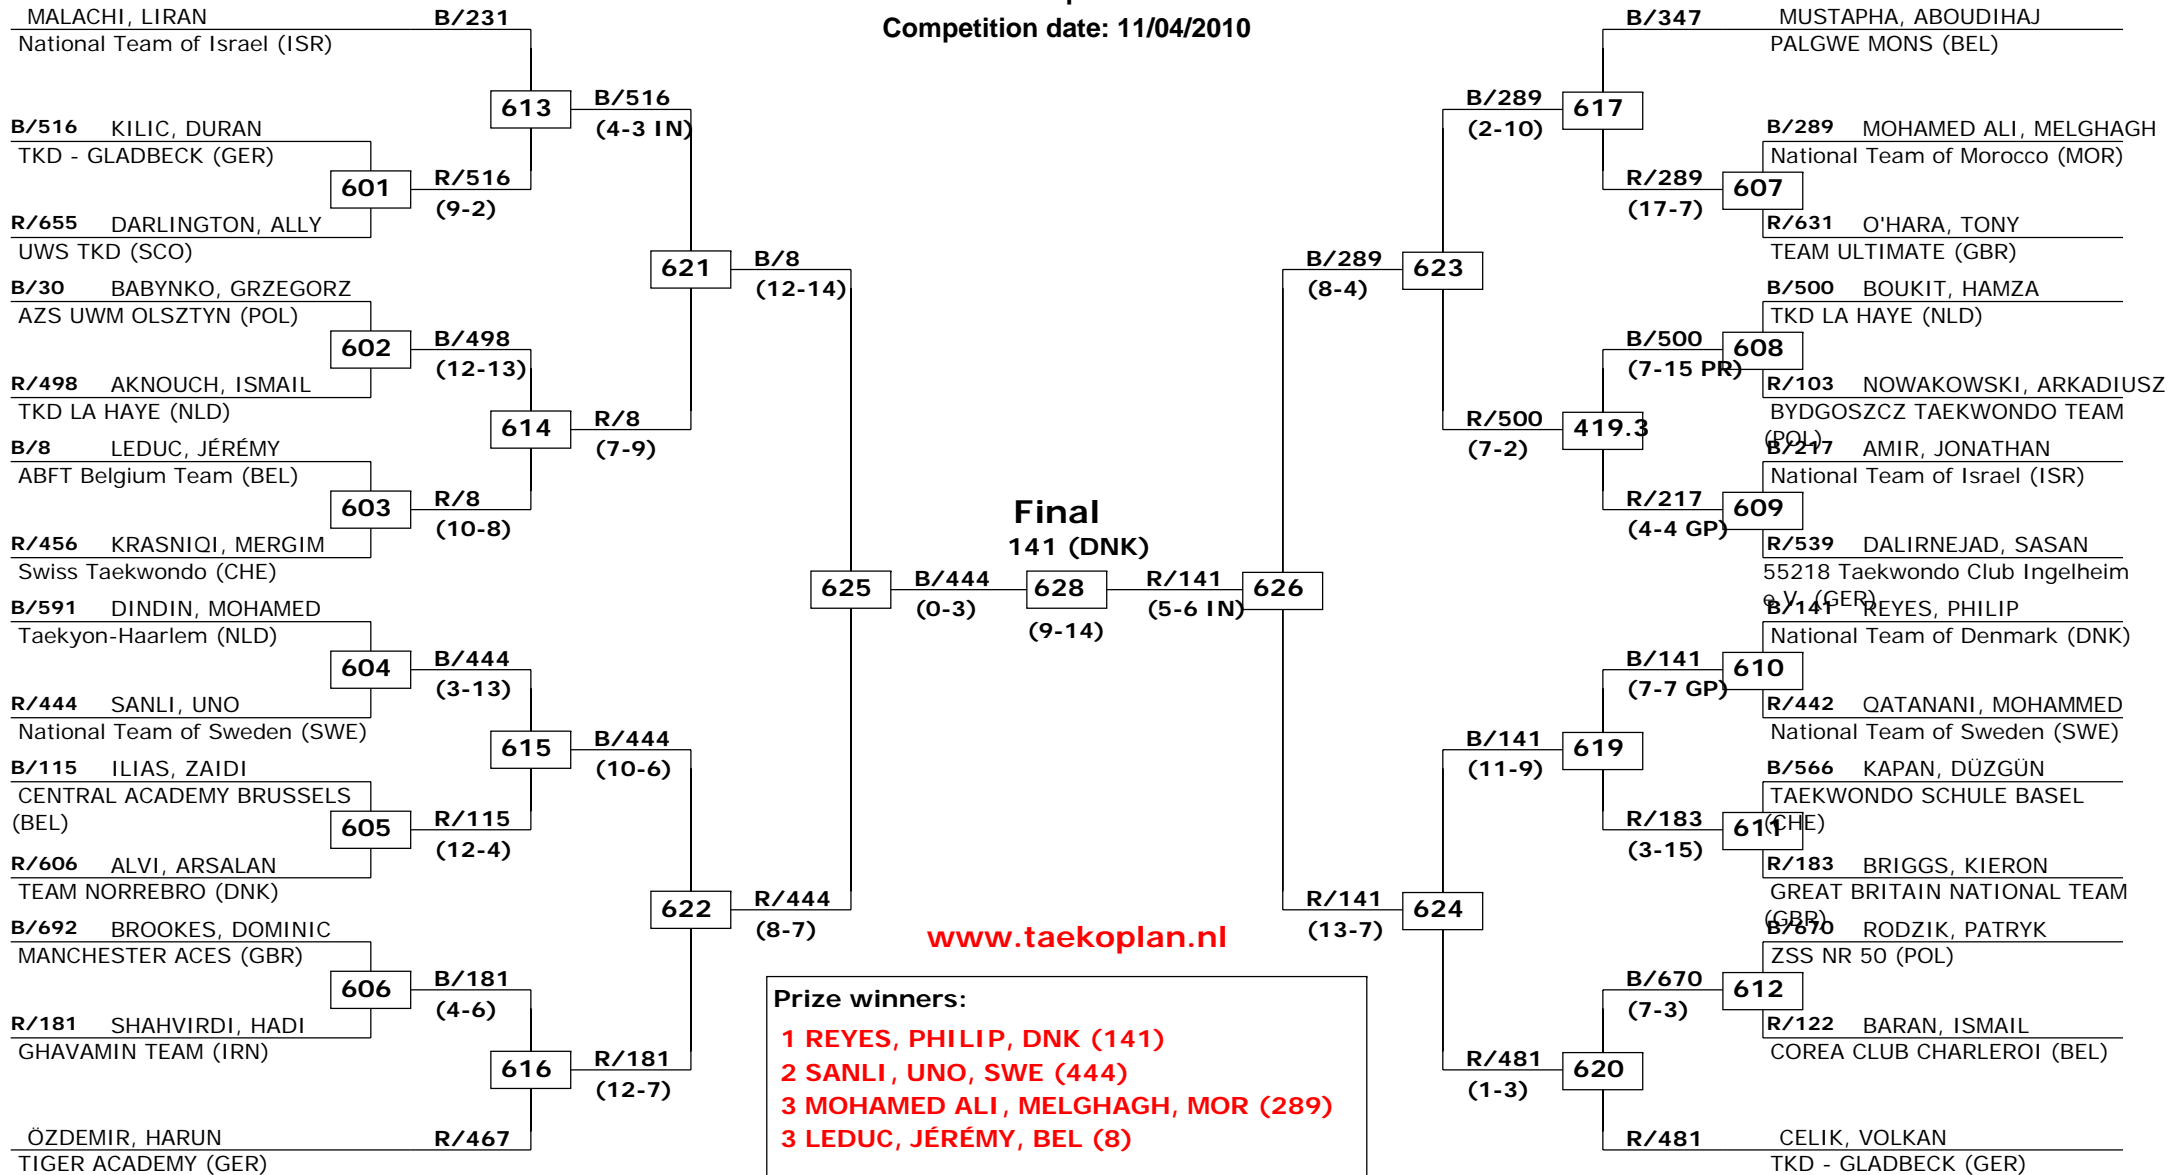 Competition date: 11/04/2010
MALACHI, LIRAN B/231
National Team of Israel (ISR)
613
B/516
(4-3 IN)
B/516 KILIC, DURAN
TKD - GLADBECK (GER)
601
R/516
(9-2)
R/655 DARLINGTON, ALLY
UWS TKD (SCO)
621
B/8
(12-14)
B/30 BABYNKO, GRZEGORZ
AZS UWM OLSZTYN (POL)
602
B/498
(12-13)
R/498 AKNOUCH, ISMAIL
TKD LA HAYE (NLD)
614
R/8
(7-9)
B/8 LEDUC, JÉRÉMY
ABFT Belgium Team (BEL)
603
R/8
(10-8)
R/456 KRASNIQI, MERGIM
Swiss Taekwondo (CHE)
625
B/444
(0-3)
B/591 DINDIN, MOHAMED
Taekyon-Haarlem (NLD)
604
B/444
(3-13)
R/444 SANLI, UNO
National Team of Sweden (SWE)
615
B/444
(10-6)
B/115 ILIAS, ZAIDI
CENTRAL ACADEMY BRUSSELS
(BEL)
605
R/115
(12-4)
R/606 ALVI, ARSALAN
TEAM NORREBRO (DNK)
622
R/444
(8-7)
B/692 BROOKES, DOMINIC
MANCHESTER ACES (GBR)
606
B/181
(4-6)
R/181 SHAHVIRDI, HADI
GHAVAMIN TEAM (IRN)
616
R/181
(12-7)
ÖZDEMIR, HARUN R/467
TIGER ACADEMY (GER)
Final
141 (DNK)
628
(9-14)
R/141
(5-6 IN)
626
www.taekoplan.nl
Prize winners:
1 REYES, PHILIP, DNK (141)
2 SANLI, UNO, SWE (444)
3 MOHAMED ALI, MELGHAGH, MOR (289)
3 LEDUC, JÉRÉMY, BEL (8)
B/347 MUSTAPHA, ABOUDIHAJ
PALGWE MONS (BEL)
B/289
(2-10)
617
B/289 MOHAMED ALI, MELGHAGH
National Team of Morocco (MOR)
R/289
(17-7)
607
R/631 O'HARA, TONY
TEAM ULTIMATE (GBR)
B/289
(8-4)
623
B/500 BOUKIT, HAMZA
TKD LA HAYE (NLD)
B/500
(7-15 PR)
608
R/103 NOWAKOWSKI, ARKADIUSZ
BYDGOSZCZ TAEKWONDO TEAM
(POL)
R/500
(7-2)
419.3
B/217 AMIR, JONATHAN
National Team of Israel (ISR)
R/217
(4-4 GP)
609
R/539 DALIRNEJAD, SASAN
55218 Taekwondo Club Ingelheim
e.V. (GER)
B/141 REYES, PHILIP
National Team of Denmark (DNK)
B/141
(7-7 GP)
610
R/442 QATANANI, MOHAMMED
National Team of Sweden (SWE)
B/141
(11-9)
619
B/566 KAPAN, DÜZGÜN
TAEKWONDO SCHULE BASEL
(CHE)
R/183
(3-15)
611
R/183 BRIGGS, KIERON
GREAT BRITAIN NATIONAL TEAM
(GBR)
R/141
(13-7)
624
B/670 RODZIK, PATRYK
ZSS NR 50 (POL)
B/670
(7-3)
612
R/122 BARAN, ISMAIL
COREA CLUB CHARLEROI (BEL)
R/481
(1-3)
620
R/481 CELIK, VOLKAN
TKD - GLADBECK (GER)